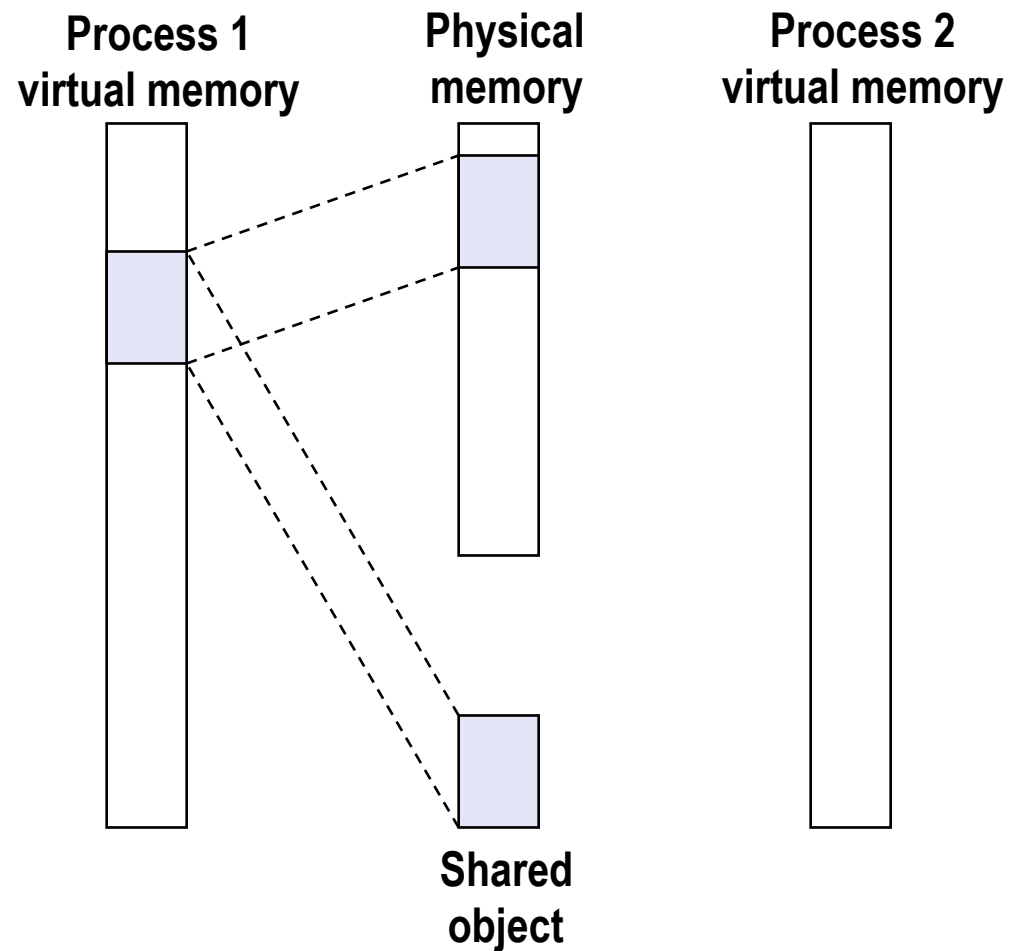 Process 1
virtual memory
Physical
memory
Process 2
virtual memory
Shared
object